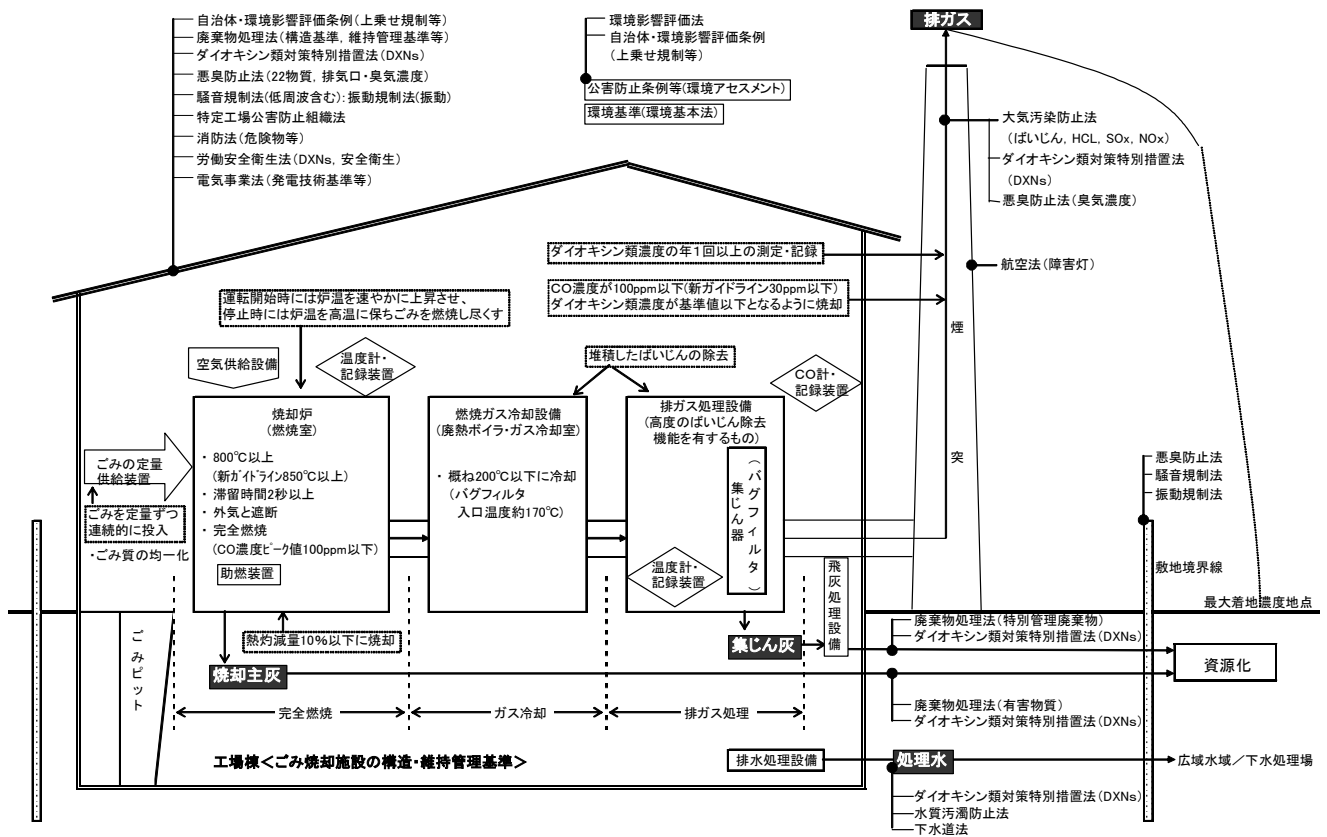 自治体・環境影響評価条例(上乗せ規制等)
廃棄物処理法(構造基準, 維持管理基準等)
ダイオキシン類対策特別措置法(DXNs)
悪臭防止法(22物質, 排気口・臭気濃度)
騒音規制法(低周波含む):振動規制法(振動)
特定工場公害防止組織法
消防法(危険物等)
労働安全衛生法(DXNs, 安全衛生)
電気事業法(発電技術基準等)
環境影響評価法
自治体・環境影響評価条例
(上乗せ規制等)
公害防止条例等(環境アセスメント)
環境基準(環境基本法)
排ガス
大気汚染防止法
(ばいじん, HCL, SOx, NOx)
ダイオキシン類対策特別措置法
(DXNs)
悪臭防止法(臭気濃度)
航空法(障害灯)
煙突
ダイオキシン類濃度の年1回以上の測定・記録
CO濃度が100ppm以下(新ガイドライン30ppm以下)
ダイオキシン類濃度が基準値以下となるように焼却
運転開始時には炉温を速やかに上昇させ、
停止時には炉温を高温に保ちごみを燃焼し尽くす
空気供給設備
温度計・
記録装置
堆積したばいじんの除去
CO計・
記録装置
ごみの定量
供給装置
ごみを定量ずつ
連続的に投入
・ごみ質の均一化
焼却炉
(燃焼室)
・ 800℃以上
(新ガイドライン850℃以上)
・ 滞留時間2秒以上
・ 外気と遮断
・ 完全燃焼
(CO濃度ピーク値100ppm以下)
助燃装置
燃焼ガス冷却設備
(廃熱ボイラ・ガス冷却室)
・ 概ね200℃以下に冷却
(バグフィルタ
入口温度約170℃)
排ガス処理設備
(高度のばいじん除去
機能を有するもの)
集じん器
(バグフィルタ)
温度計・
記録装置
飛灰処理設備
悪臭防止法
騒音規制法
振動規制法
敷地境界線
最大着地濃度地点
ごみピット
熱灼減量10%以下に焼却
焼却主灰
集じん灰
廃棄物処理法(特別管理廃棄物)
ダイオキシン類対策特別措置法(DXNs)
資源化
廃棄物処理法(有害物質)
ダイオキシン類対策特別措置法(DXNs)
完全燃焼
ガス冷却
排ガス処理
工場棟<ごみ焼却施設の構造・維持管理基準>
排水処理設備
処理水
広域水域/下水処理場
ダイオキシン類対策特別措置法(DXNs)
水質汚濁防止法
下水道法